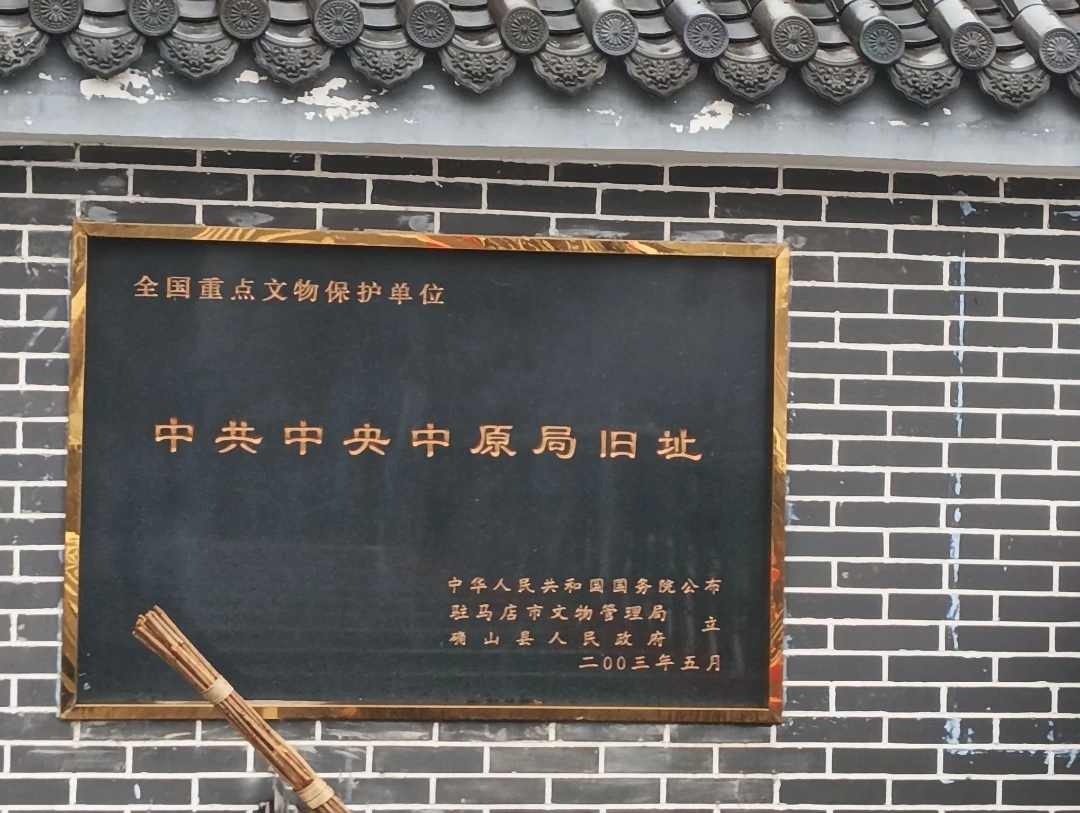 全国重点文物保护单位
中共中央中原局旧址
中华人民共和国国务院公布
驻马店市文物管理局
确山县人民政府 立
二00三年五月